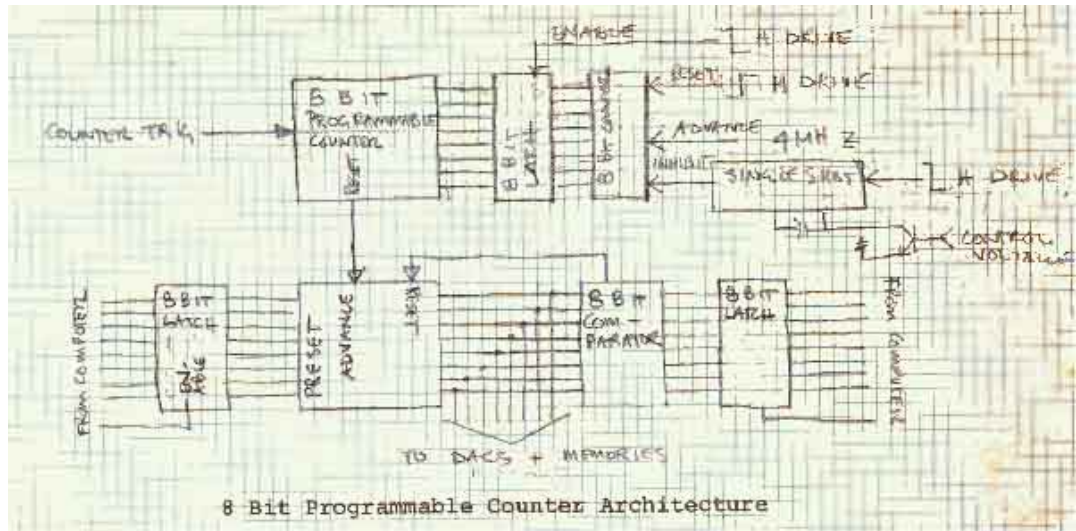 ENABLE H DRIVE
8 BIT PROGRAMMABLE COUNTER
RESET
COUNTER TRIG
8 BIT LATCH
8 BIT COUNTER
RESET H DRIVE
ADVANCE 4 MHZ
INHIBIT
SINGLE SHOT
H DRIVE
CONTROL VOLTAGE
FROM COMPUTER
8 BIT LATCH
EN-ABLE
PRESET
ADVANCE
RESET
8 BIT COM-PARATOR
8 BIT LATCH
FROM COMPUTER
TO DACS + MEMORIES
8 Bit Programmable Counter Architecture